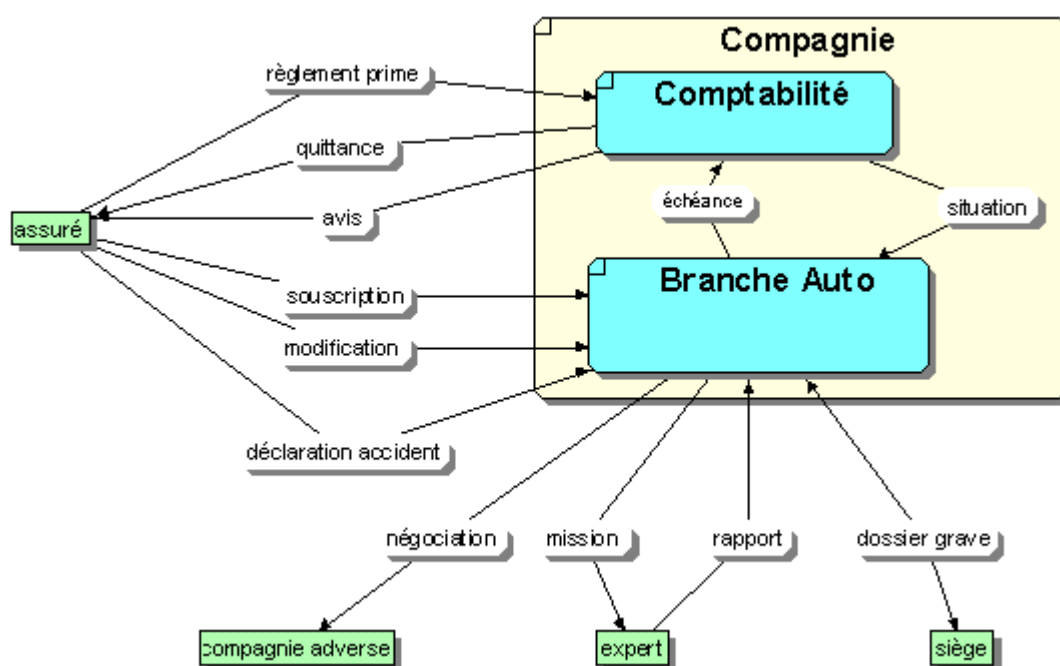 Compagnie
règlement prime
Comptabilité
quittance
échéance
avis
situation
assuré
Branche Auto
souscription
modification
déclaration accident
négociation
mission
rapport
dossier grave
compagnie adverse
expert
siège